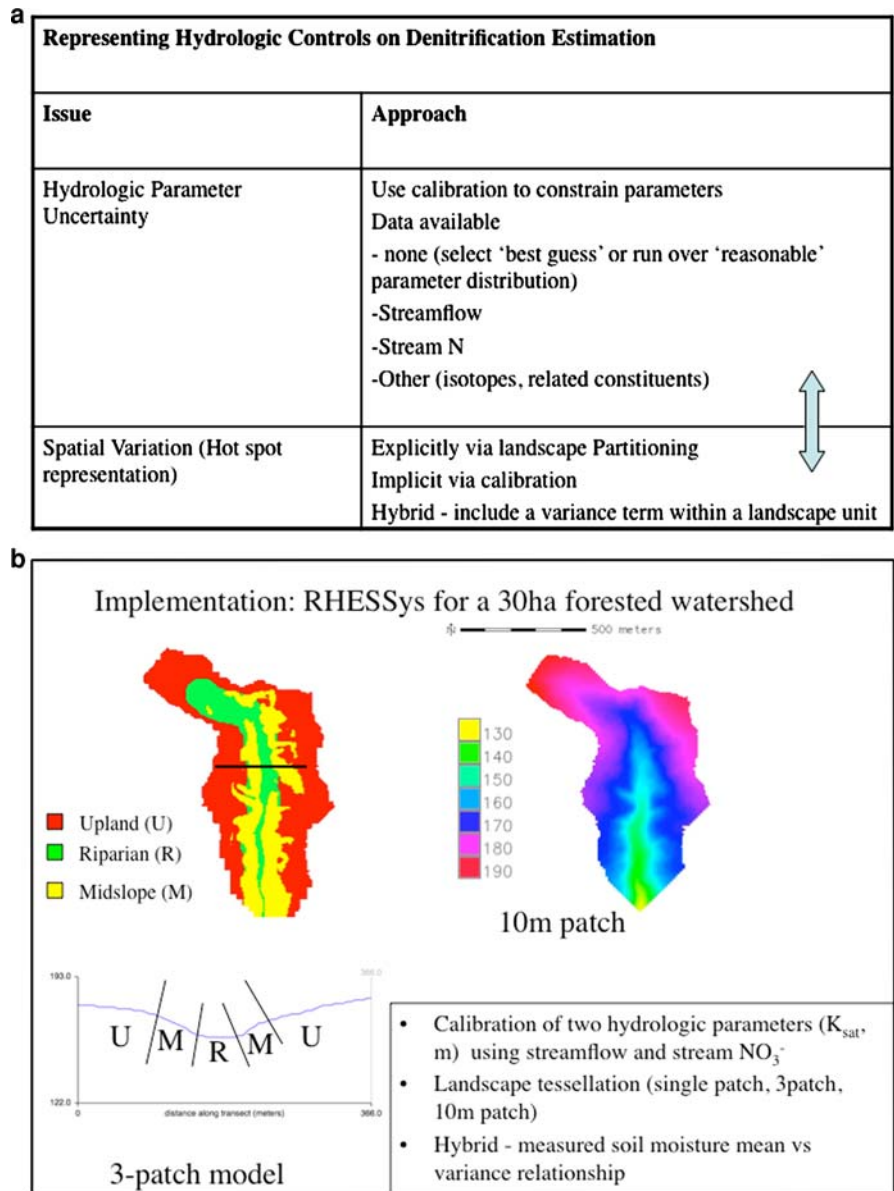 a
Representing Hydrologic Controls on Denitrification Estimation
Issue
Approach
Hydrologic Parameter
Uncertainty
Use calibration to constrain parameters
Data available
- none (select ‘best guess’ or run over ‘reasonable’
parameter distribution)
-Streamflow
-Stream N
-Other (isotopes, related constituents)
Spatial Variation (Hot spot
representation)
Explicitly via landscape Partitioning
Implicit via calibration
Hybrid - include a variance term within a landscape unit
b
Implementation: RHESSys for a 30ha forested watershed
500 meters
Upland (U)
Riparian (R)
Midslope (M)
130
140
150
160
170
180
190
10m patch
193.0
366.0
U
M
R
M
U
122.0
0
distance along transect (meters)
366.0
3-patch model
• Calibration of two hydrologic parameters (Ksat,
m) using streamflow and stream NO3-
• Landscape tessellation (single patch, 3patch,
10m patch)
• Hybrid - measured soil moisture mean vs
variance relationship